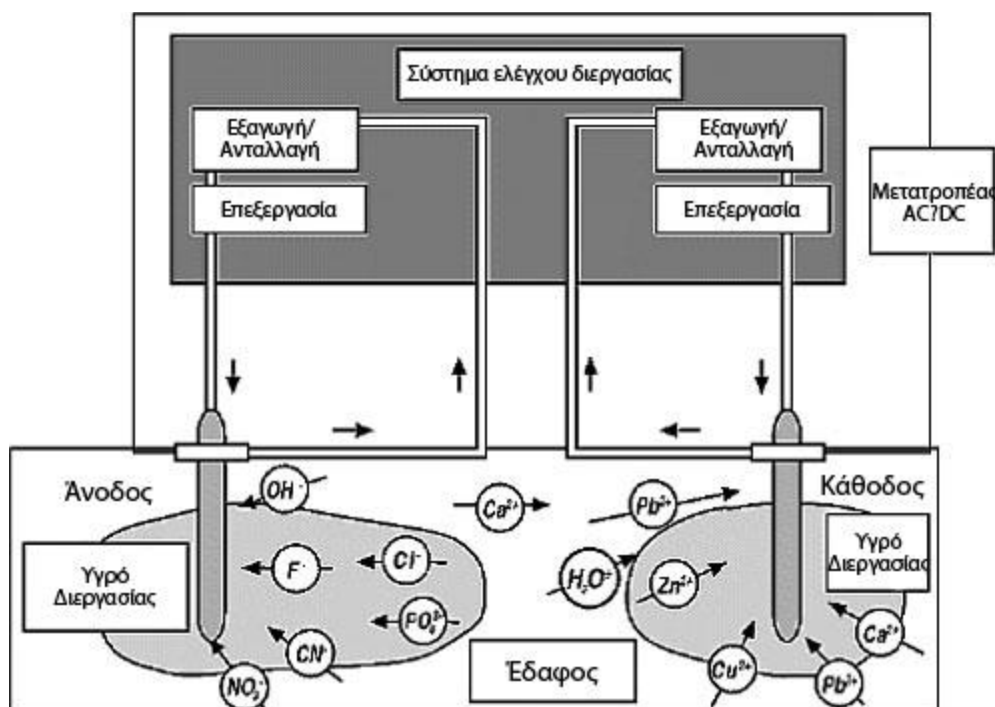 Σύστημα ελέγχου διεργασίας
Εξαγωγή/
Ανταλλαγή
Εξαγωγή/
Ανταλλαγή
Επεξεργασία
Επεξεργασία
Μετατροπέας
AC?DC
Άνοδος
Κάθοδος
OH⁻
Ca²⁺
Pb²⁺
Υγρό
Διεργασίας
F⁻
Cl⁻
H₃O⁺
Zn²⁺
Υγρό
Διεργασίας
PO₄³⁻
CN⁻
NO₃⁻
Έδαφος
Cu²⁺
Pb²⁺
Ca²⁺